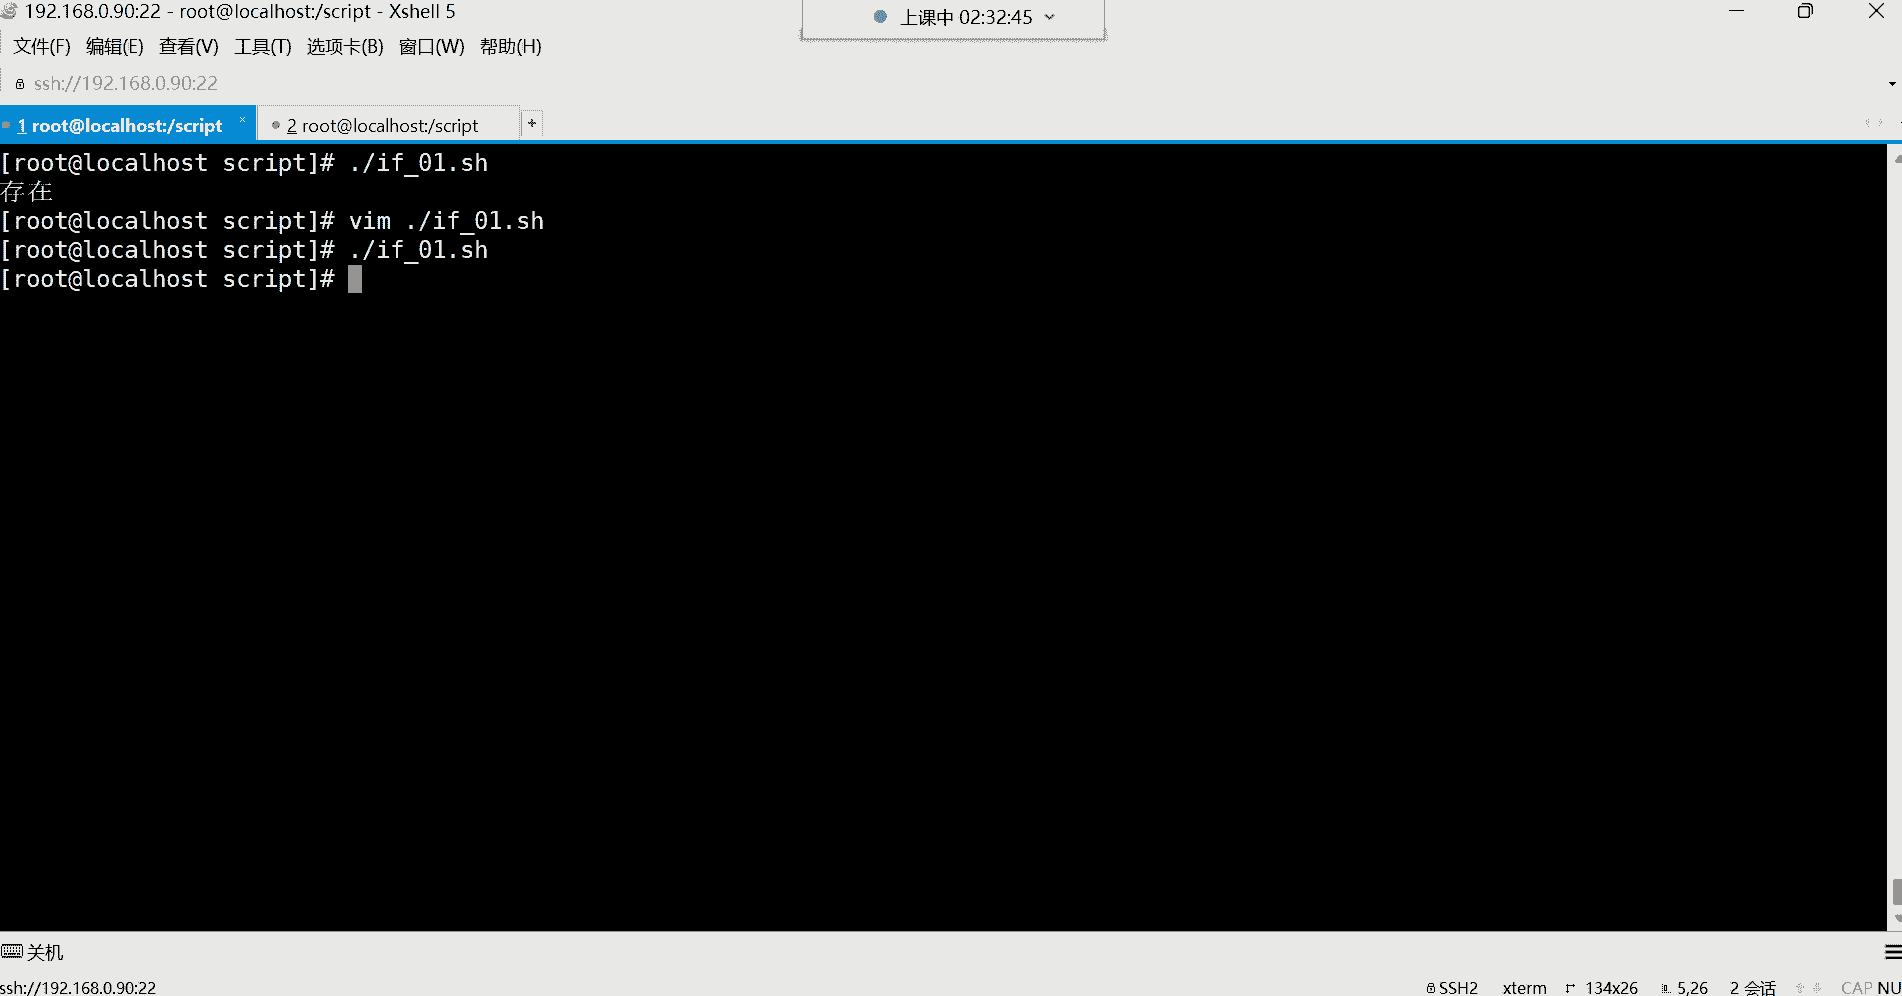 192.168.0.90:22 - root@localhost:/script - Xshell 5
上课中 02:32:45
文件(F) 编辑(E) 查看(V) 工具(T) 选项卡(B) 窗口(W) 帮助(H)
ssh://192.168.0.90:22
1 root@localhost:/script × 2 root@localhost:/script +
[root@localhost script]# ./if_01.sh
存在
[root@localhost script]# vim ./if_01.sh
[root@localhost script]# ./if_01.sh
[root@localhost script]#
关机
ssh://192.168.0.90:22 SSH2 xterm 134x26 5,26 2 会话 CAP NU